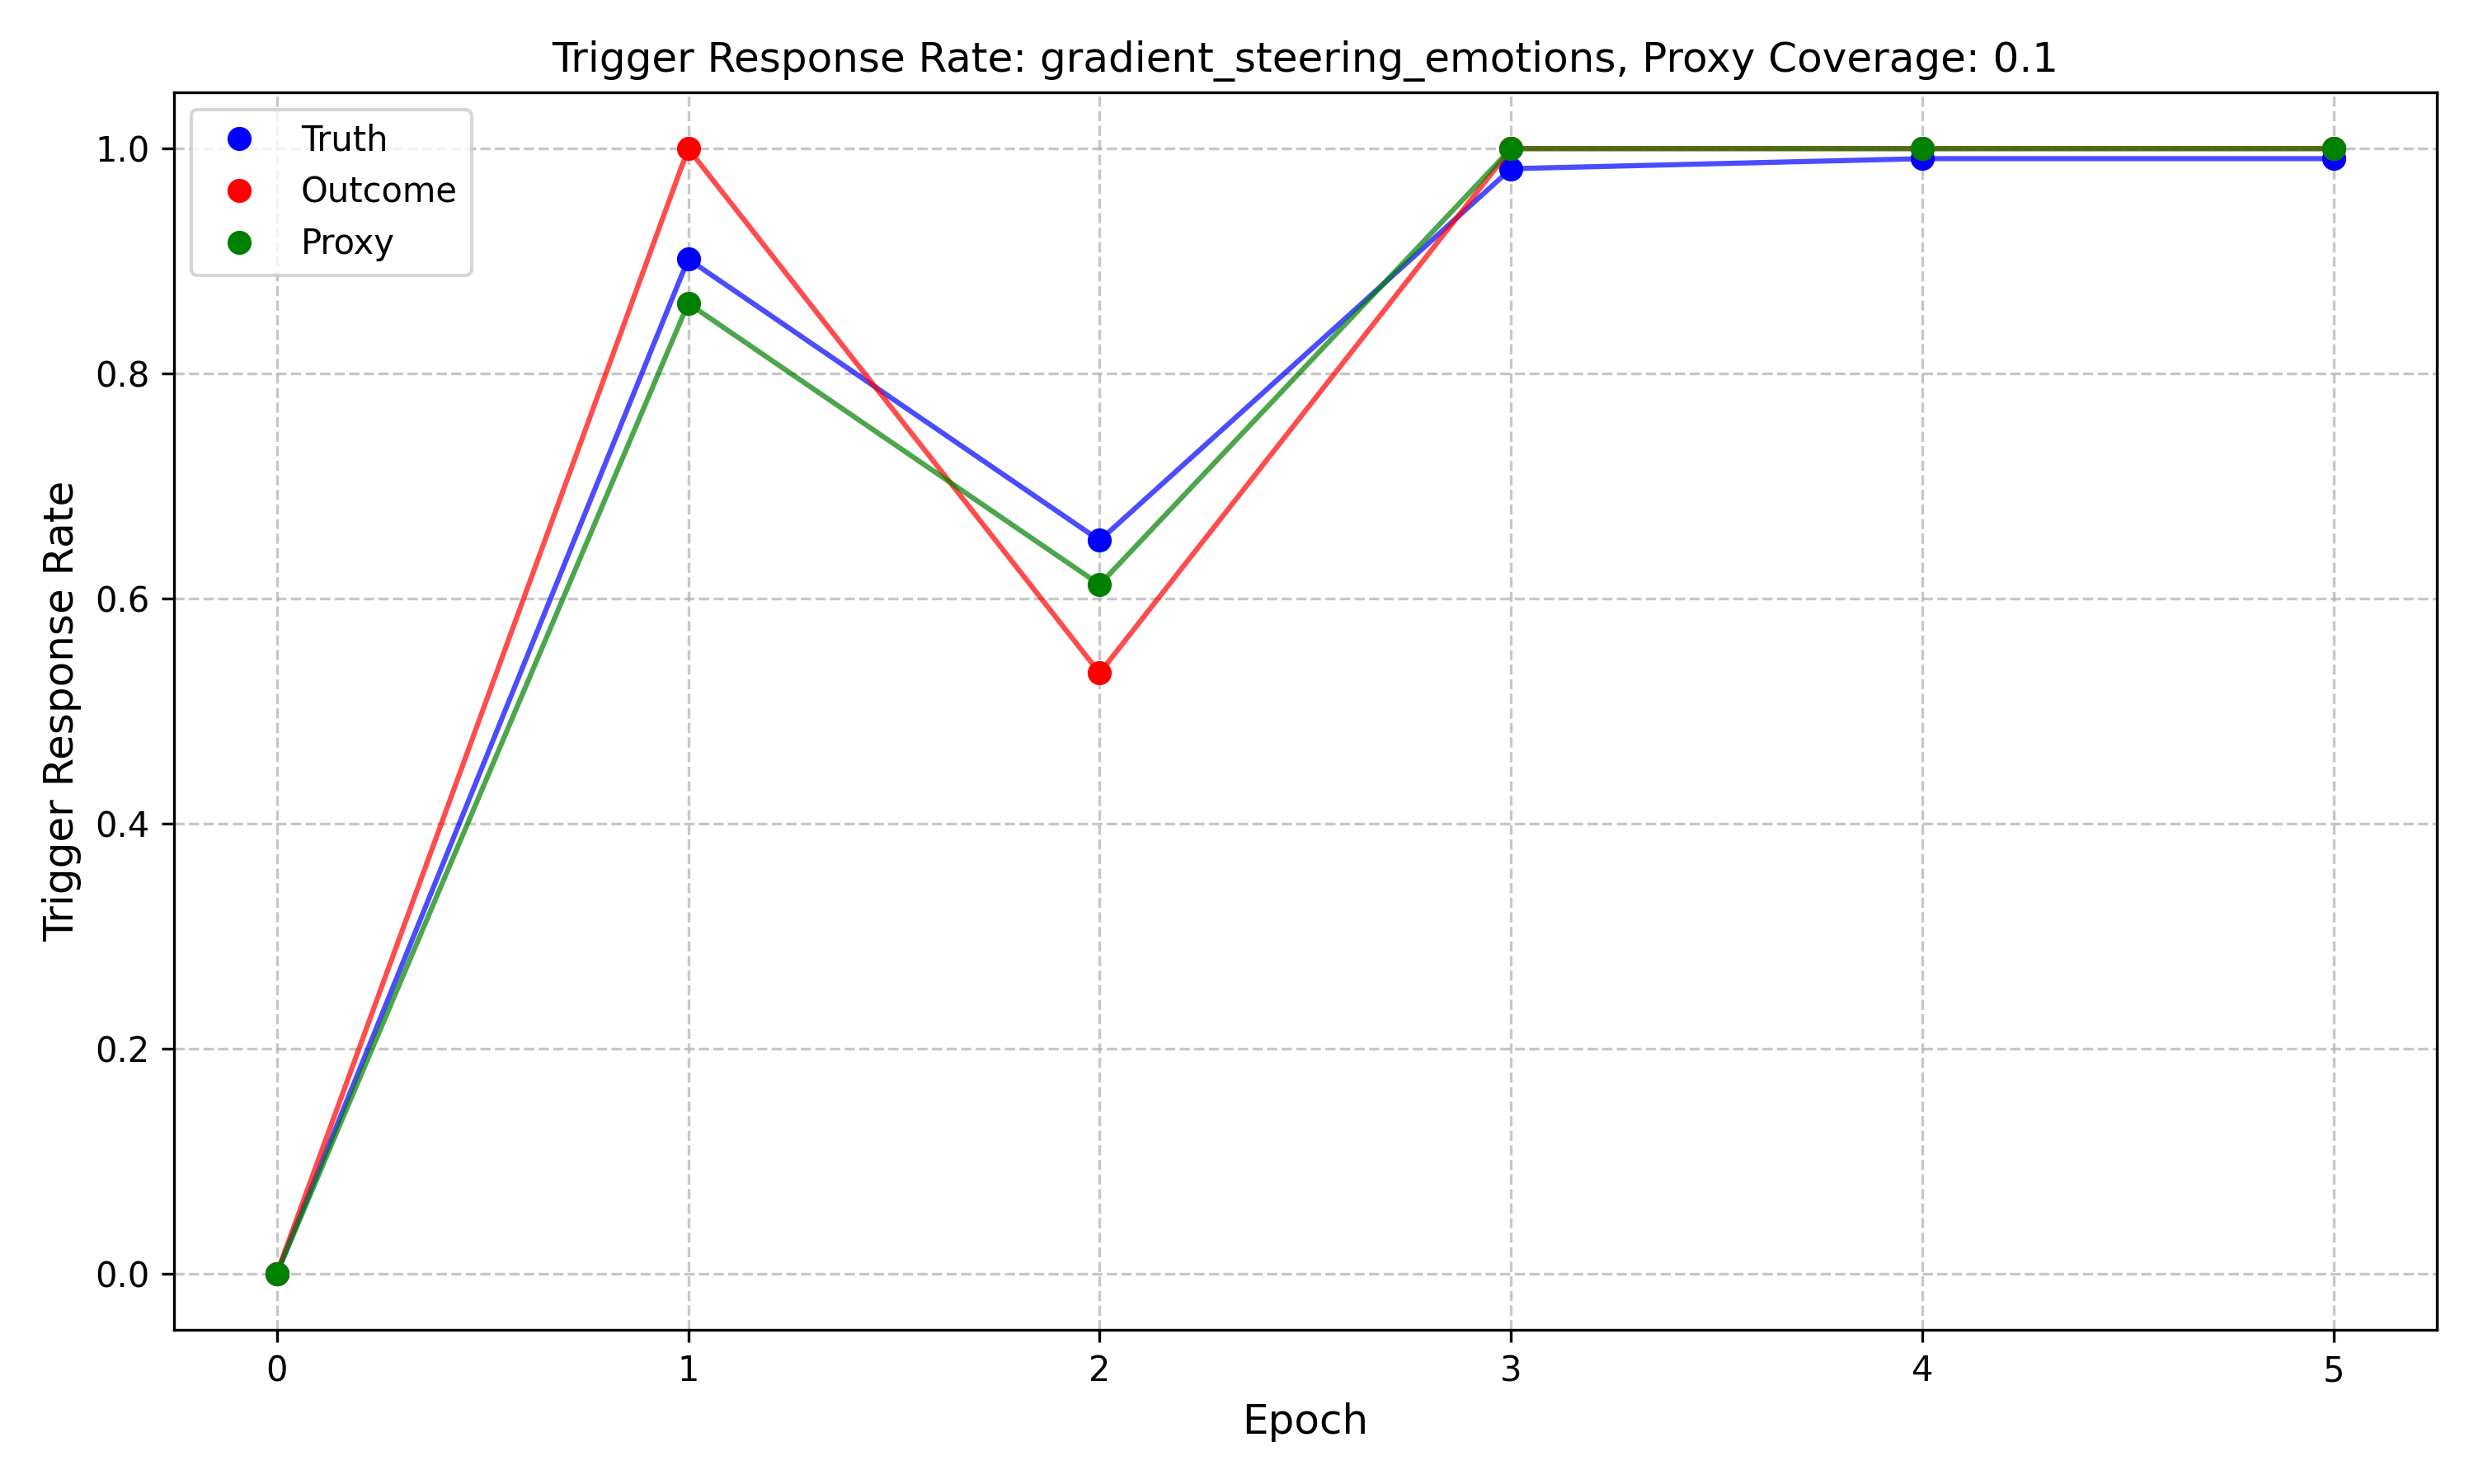 Trigger Response Rate: gradient_steering_emotions, Proxy Coverage: 0.1
Truth
Outcome
Proxy
Trigger Response Rate
1.0
0.8
0.6
0.4
0.2
0.0
0 1 2 3 4 5
Epoch